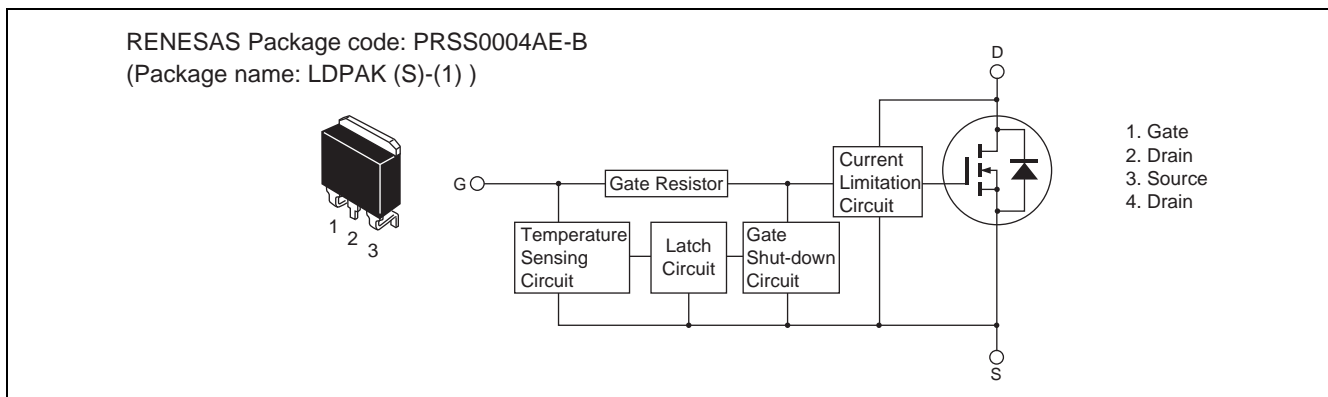 RENESAS Package code: PRSS0004AE-B
(Package name: LDPAK (S)-(1) )
1
2
3
G
Gate Resistor
Temperature
Sensing
Circuit
Latch
Circuit
Gate
Shut-down
Circuit
Current
Limitation
Circuit
D
S
1. Gate
2. Drain
3. Source
4. Drain